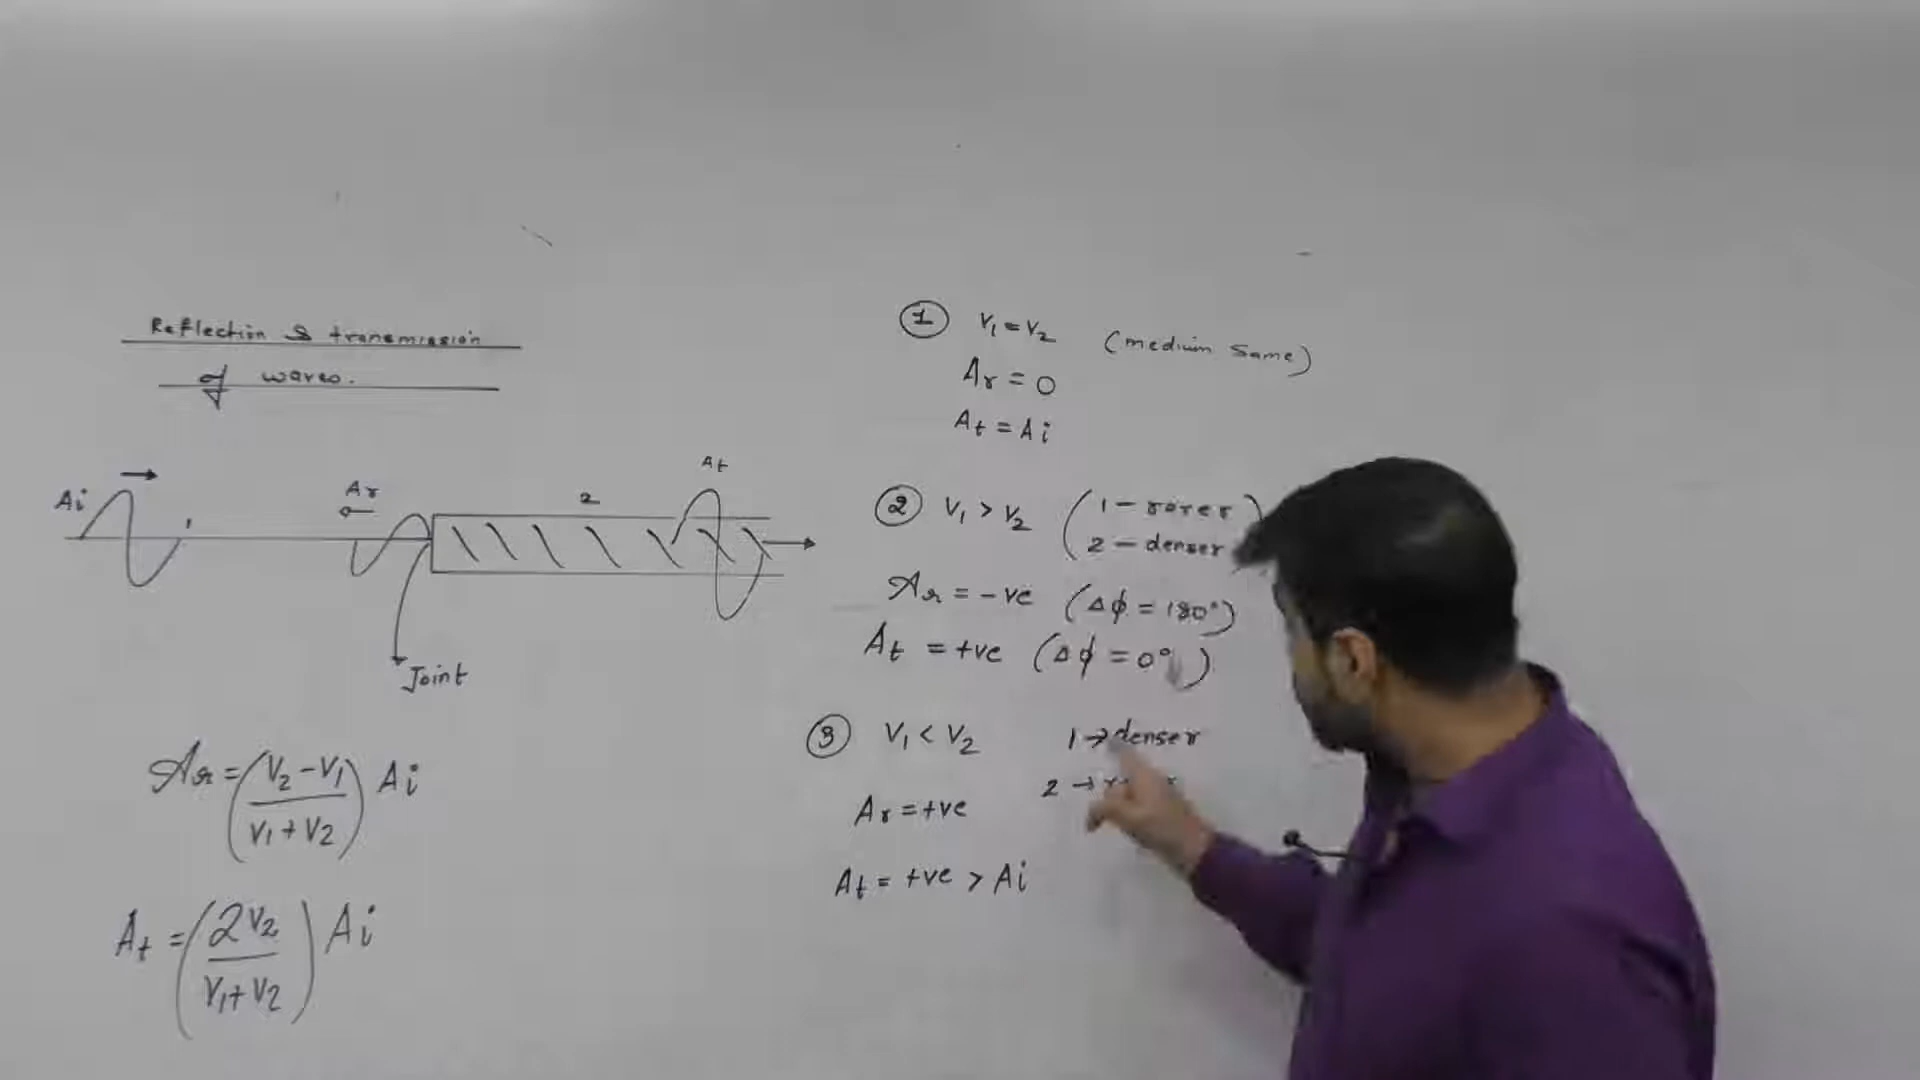 Reflection & transmission
of waves.
Ai
Ar
1
2
At
Joint
Ar = (V2 - V1 / V1 + V2) Ai
At = (2V2 / V1 + V2) Ai
① V1 = V2 (medium same)
Ar = 0
At = Ai
② V1 > V2 (1 - rarer
2 - denser
Ar = -ve (Δϕ = 180°)
At = +ve (Δϕ = 0°)
③ V1 < V2 1 → denser
2 →
Ar = +ve
At = +ve > Ai